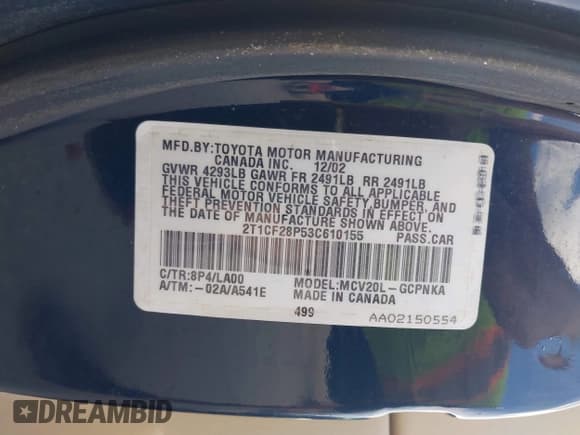 MFD.BY:TOYOTA MOTOR MANUFACTURING
CANADA INC. 12/02
GVWR 4293LB GAWR FR 2491LB RR 2491LB
THIS VEHICLE CONFORMS TO ALL APPLICABLE
FEDERAL MOTOR VEHICLE SAFETY,BUMPER, AND
THEFT PREVENTION STANDARDS IN EFFECT ON
THE DATE OF MANUFACTURE SHOWN ABOVE.
2T1CF28P53C610155 PASS.CAR
C/TR:8P4/LA00 MODEL:MCV20L-GCPNKA
A/TM:-02A/A541E MADE IN CANADA
499 AA02150554
DREAMBID